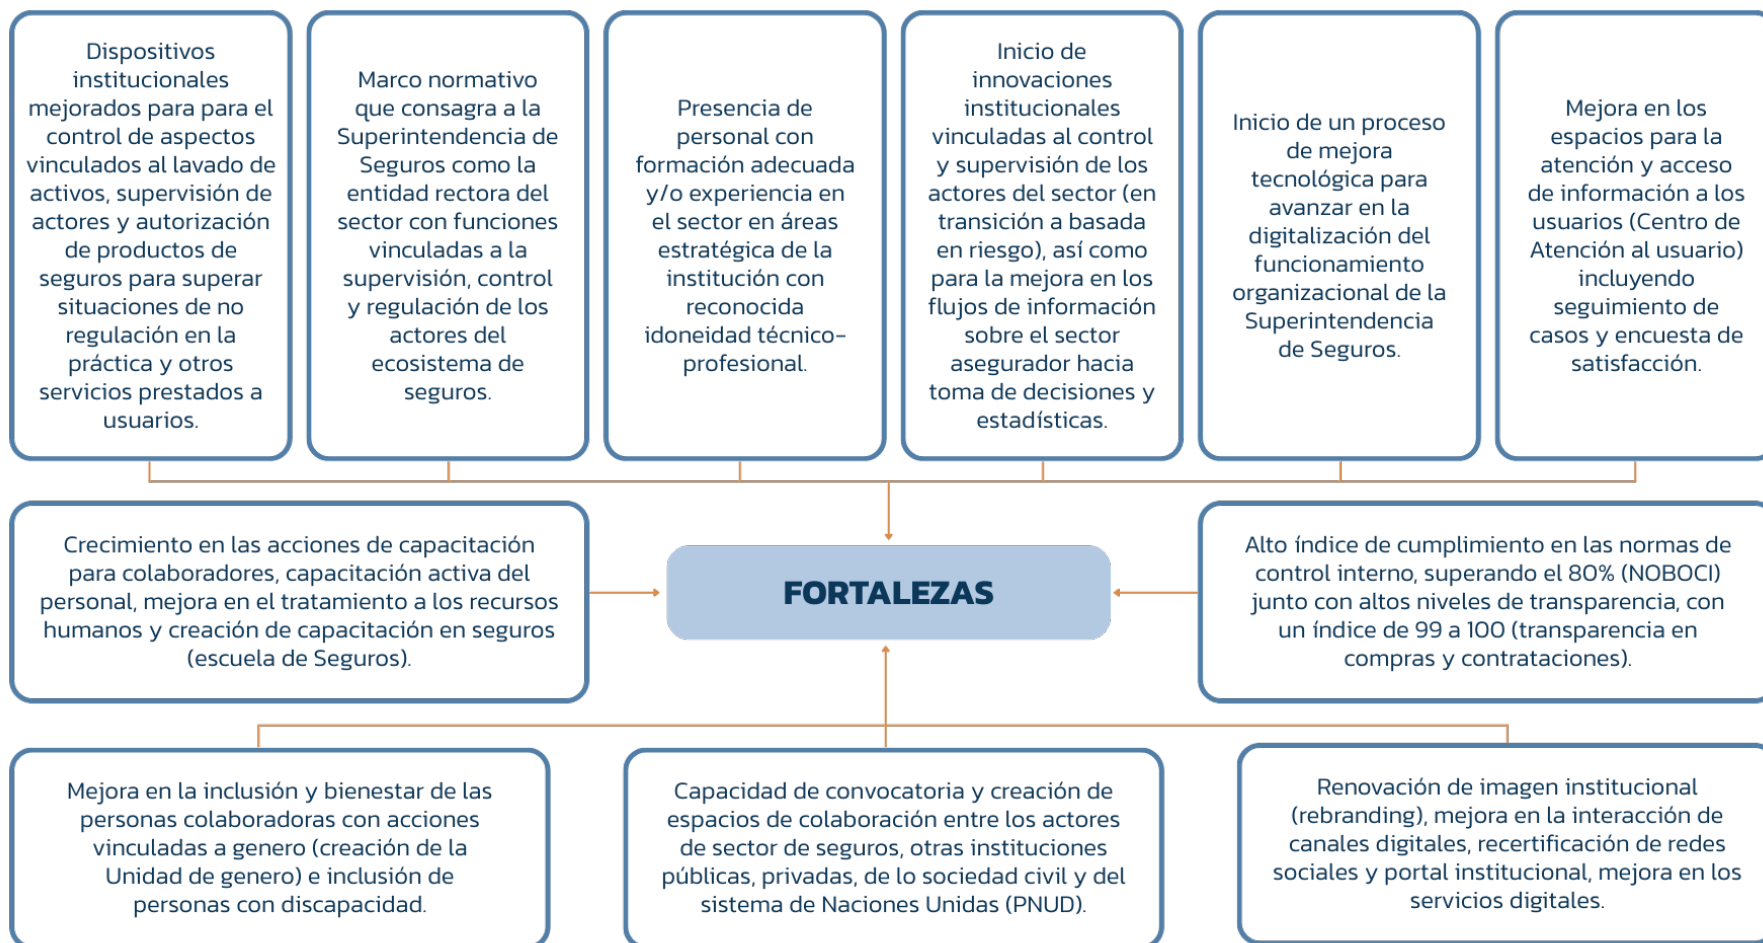 Dispositivos
institucionales
mejorados para para el
control de aspectos
vinculados al lavado de
activos, supervisión de
actores y autorización
de productos de
seguros para superar
situaciones de no
regulación en la
práctica y otros
servicios prestados a
usuarios.
Marco normativo
que consagra a la
Superintendencia de
Seguros como la
entidad rectora del
sector con funciones
vinculadas a la
supervisión, control
y regulación de los
actores del
ecosistema de
seguros.
Presencia de
personal con
formación adecuada
y/o experiencia en
el sector en áreas
estratégica de la
institución con
reconocida
idoneidad técnico-
profesional.
Inicio de
innovaciones
institucionales
vinculadas al control
y supervisión de los
actores del sector (en
transición a basada
en riesgo), así como
para la mejora en los
flujos de información
sobre el sector
asegurador hacia
toma de decisiones y
estadísticas.
Inicio de un proceso
de mejora
tecnológica para
avanzar en la
digitalización del
funcionamiento
organizacional de la
Superintendencia
de Seguros.
Mejora en los
espacios para la
atención y acceso
de información a los
usuarios (Centro de
Atención al usuario)
incluyendo
seguimiento de
casos y encuesta de
satisfacción.
Crecimiento en las acciones de capacitación
para colaboradores, capacitación activa del
personal, mejora en el tratamiento a los recursos
humanos y creación de capacitación en seguros
(escuela de Seguros).
FORTALEZAS
Alto índice de cumplimiento en las normas de
control interno, superando el 80% (NOBOCI)
junto con altos niveles de transparencia, con
un índice de 99 a 100 (transparencia en
compras y contrataciones).
Mejora en la inclusión y bienestar de las
personas colaboradoras con acciones
vinculadas a genero (creación de la
Unidad de genero) e inclusión de
personas con discapacidad.
Capacidad de convocatoria y creación de
espacios de colaboración entre los actores
de sector de seguros, otras instituciones
públicas, privadas, de lo sociedad civil y del
sistema de Naciones Unidas (PNUD).
Renovación de imagen institucional
(rebranding), mejora en la interacción de
canales digitales, recertificación de redes
sociales y portal institucional, mejora en los
servicios digitales.